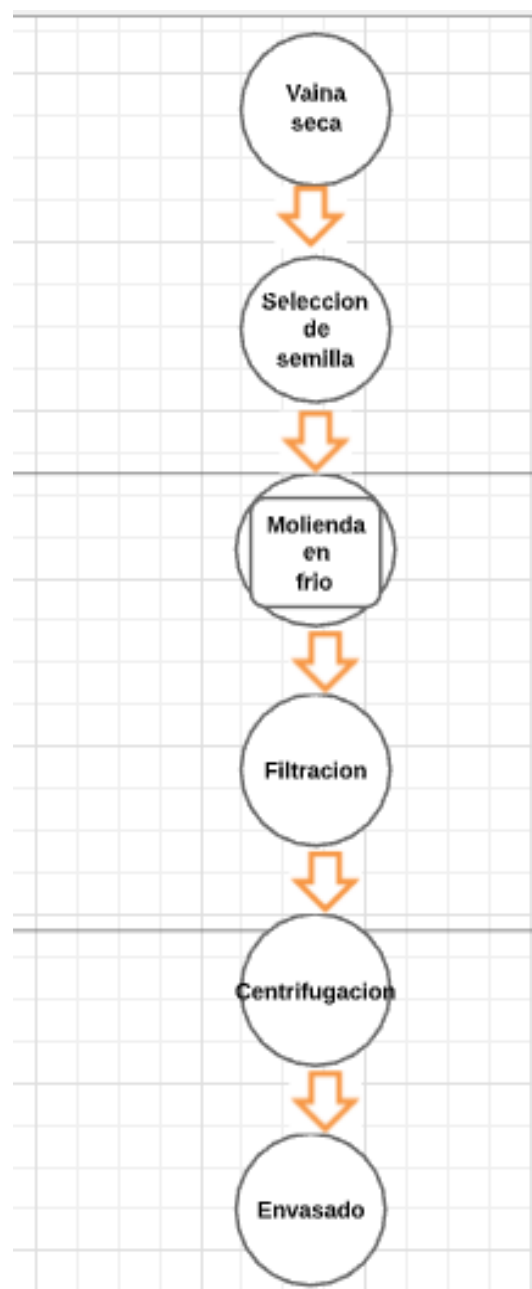 Vaina
seca
Seleccion
de
semilla
Molienda
en
frio
Filtracion
Centrifugacion
Envasado